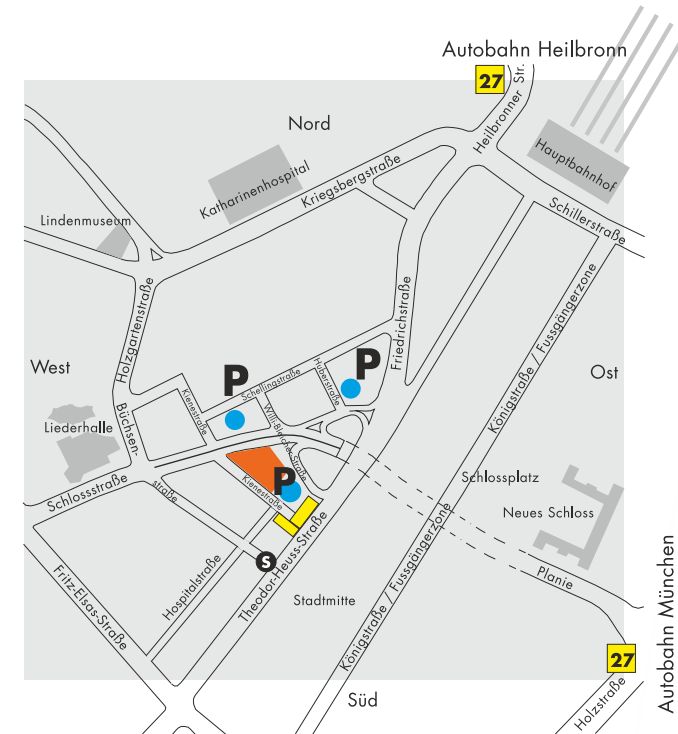 Autobahn Heilbronn
27
Heilbronner Str.
Nord
Hauptbahnhof
Katharinenhospital
Kriegsbergstraße
Schillerstraße
Lindenmuseum
Holzgartenstraße
Friedrichstraße
Königstraße / Fussgängerzone
West
P
P
Ost
Schellingstraße
Huberstraße
Kienestraße
Willi-Bleicher-Straße
Büchsen-
straße
Liederhalle
Schlossstraße
P
Kienestraße
Schlossplatz
Neues Schloss
S
Theodor-Heuss-Straße
Hospitalstraße
Fritz-Elsas-Straße
Stadtmitte
Planie
Königstraße / Fussgängerzone
Autobahn München
27
Holzstraße
Süd